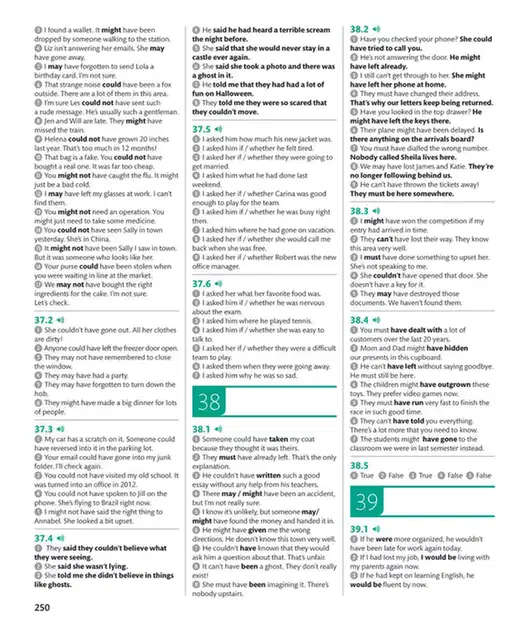 ③ I found a wallet. It might have been
dropped by someone walking to the station.
④ Liz isn't answering her emails. She may
have gone away.
⑤ I may have forgotten to send Lola a
birthday card. I'm not sure.
⑥ That strange noise could have been a fox
outside. There are a lot of them in this area.
⑦ I'm sure Les could not have sent such
a rude message. He's usually such a gentleman.
⑧ Jen and Will are late. They might have
missed the train.
⑨ Helena could not have grown 20 inches
last year. That's too much in 12 months!
⑩ That bag is a fake. You could not have
bought a real one. It was far too cheap.
⑪ You might not have caught the flu. It might
just be a bad cold.
⑫ I may have left my glasses at work. I can't
find them.
⑬ You might not need an operation. You
might just need to take some medicine.
⑭ You could not have seen Sally in town
yesterday. She's in China.
⑮ It might not have been Sally I saw in town.
But it was someone who looks like her.
⑯ Your purse could have been stolen when
you were waiting in line at the market.
⑰ We may not have bought the right
ingredients for the cake. I'm not sure.
Let's check.
37.2
① She couldn't have gone out. All her clothes
are dirty!
② Anyone could have left the freezer door open.
③ They may not have remembered to close
the window.
④ They may have had a party.
⑤ They may have forgotten to turn down the
hob.
⑥ They might have made a big dinner for lots
of people.
37.3
① My car has a scratch on it. Someone could
have reversed into it in the parking lot.
② Your email could have gone into my junk
folder. I'll check again.
③ You could not have visited my old school. It
was turned into an office in 2012.
④ You could not have spoken to Jill on the
phone. She's flying to Brazil right now.
⑤ I might not have said the right thing to
Annabel. She looked a bit upset.
37.4
① They said they couldn't believe what
they were seeing.
② She said she wasn't lying.
③ She told me she didn't believe in things
like ghosts.
250
④ He said he had heard a terrible scream
the night before.
⑤ She said that she would never stay in a
castle ever again.
⑥ She said she took a photo and there was
a ghost in it.
⑦ He told me that they had had a lot of
fun on Halloween.
⑧ They told me they were so scared that
they couldn't move.
37.5
① I asked him how much his new jacket was.
② I asked him if / whether he felt tired.
③ I asked her if / whether they were going to
get married.
④ I asked him what he had done last
weekend.
⑤ I asked her if / whether Carina was good
enough to play for the team.
⑥ I asked him if / whether he was busy right
then.
⑦ I asked him where he had gone on vacation.
⑧ I asked her if / whether she would call me
back when she was free.
⑨ I asked her if / whether Robert was the new
office manager.
37.6
① I asked her what her favorite food was.
② I asked him if / whether he was nervous
about the exam.
③ I asked him where he played tennis.
④ I asked him if / whether she was easy to
talk to.
⑤ I asked her if / whether they were a difficult
team to play.
⑥ I asked them when they were going away.
⑦ I asked him why he was so sad.
38
38.1
① Someone could have taken my coat
because they thought it was theirs.
② They must have already left. That's the only
explanation.
③ He couldn't have written such a good
essay without any help from his teachers.
④ There may / might have been an accident,
but I'm not really sure.
⑤ I know it's unlikely, but someone may/
might have found the money and handed it in.
⑥ He might have given me the wrong
directions. He doesn't know this town very well.
⑦ He couldn't have known that they would
ask him a question about that. That's unfair.
⑧ It can't have been a ghost. They don't really
exist!
⑨ She must have been imagining it. There's
nobody upstairs.
38.2
① Have you checked your phone? She could
have tried to call you.
② He's not answering the door. He might
have left already.
③ I still can't get through to her. She might
have left her phone at home.
④ They must have changed their address.
That's why our letters keep being returned.
⑤ Have you looked in the top drawer? He
might have left the keys there.
⑥ Their plane might have been delayed. Is
there anything on the arrivals board?
⑦ You must have dialled the wrong number.
Nobody called Sheila lives here.
⑧ We may have lost James and Katie. They're
no longer following behind us.
⑨ He can't have thrown the tickets away!
They must be here somewhere.
38.3
① I might have won the competition if my
entry had arrived in time.
② They can't have lost their way. They know
this area very well.
③ I must have done something to upset her.
She's not speaking to me.
④ She couldn't have opened that door. She
doesn't have a key for it.
⑤ They may have destroyed those
documents. We haven't found them.
38.4
① You must have dealt with a lot of
customers over the last 20 years.
② Mom and Dad might have hidden
our presents in this cupboard.
③ He can't have left without saying goodbye.
He must still be here.
④ The children might have outgrown these
toys. They prefer video games now.
⑤ They must have run very fast to finish the
race in such good time.
⑥ They can't have told you everything.
There's a lot more that you need to know.
⑦ The students might have gone to the
classroom we were in last semester instead.
38.5
① True ② False ③ True ④ False ⑤ False
39
39.1
① If he were more organized, he wouldn't
have been late for work again today.
② If I had lost my job, I would be living with
my parents again now.
③ If he had kept on learning English, he
would be fluent by now.